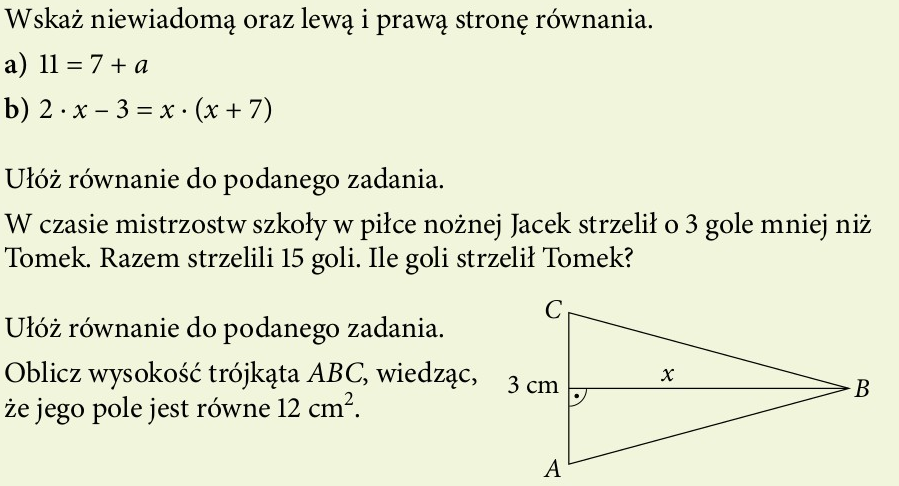 Wskaż niewiadomą oraz lewą i prawą stronę równania.
a) 11 = 7 + a
b) 2 · x – 3 = x · (x + 7)
Ułóż równanie do podanego zadania.
W czasie mistrzostw szkoły w piłce nożnej Jacek strzelił o 3 gole mniej niż
Tomek. Razem strzelili 15 goli. Ile goli strzelił Tomek?
Ułóż równanie do podanego zadania.
Oblicz wysokość trójkąta ABC, wiedząc,
że jego pole jest równe 12 cm².
C
3 cm
x
B
A